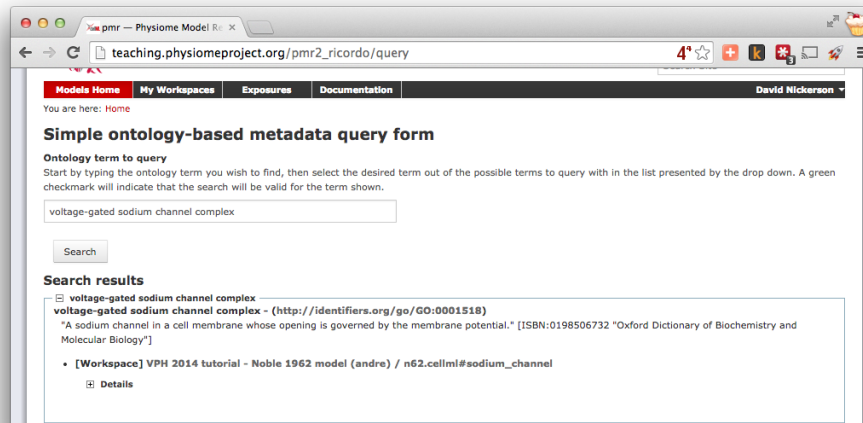 pmr — Physiome Model Re
teaching.physiomeproject.org/pmr2_ricordo/query
4⁴
k
3
Models Home My Workspaces Exposures Documentation David Nickerson
You are here: Home
Simple ontology-based metadata query form
Ontology term to query
Start by typing the ontology term you wish to find, then select the desired term out of the possible terms to query with in the list presented by the drop down. A green
checkmark will indicate that the search will be valid for the term shown.
voltage-gated sodium channel complex
Search
Search results
voltage-gated sodium channel complex
voltage-gated sodium channel complex - (http://identifiers.org/go/GO:0001518)
"A sodium channel in a cell membrane whose opening is governed by the membrane potential." [ISBN:0198506732 "Oxford Dictionary of Biochemistry and
Molecular Biology"]
• [Workspace] VPH 2014 tutorial - Noble 1962 model (andre) / n62.cellml#sodium_channel
Details